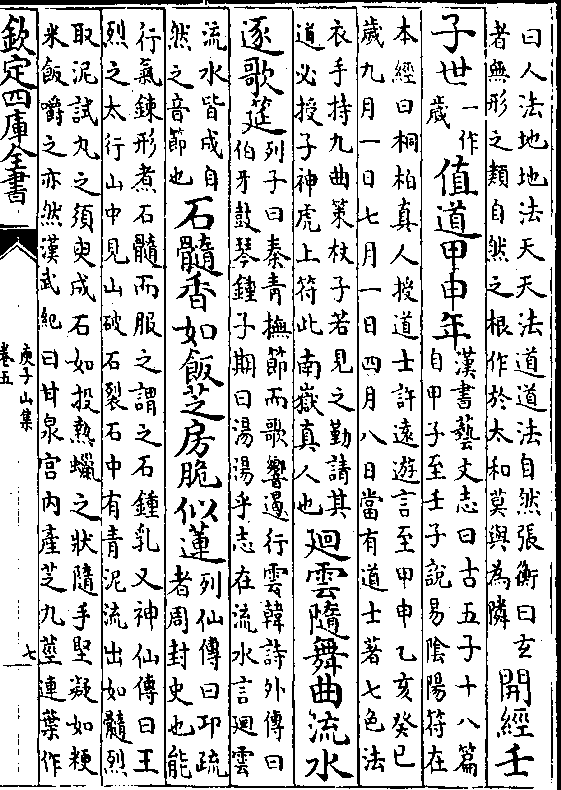 曰人法地地法天天法道道法自然張衡曰玄
者無形之類自然之根作於太和莫與為隣
開經壬
子世
一作
歲
值道甲申年
漢書藝文志曰古五子十八篇
自甲子至壬子說易陰陽符在
本經曰桐柏真人授道士許遠遊言至甲申乙亥癸巳
歲九月一日七月一日四月八日當有道士著七色法
衣手持九曲策杖子若見之勤請其
道必授子神虎上符此南嶽真人也
廻雲隨舞曲流水
逐歌筵
列子曰秦青撫節而歌響遏行雲韓詩外傳曰
伯牙鼓琴鍾子期曰湯湯乎志在流水言廻雲
流水皆成自
然之音節也
石髓香如飯芝房脆似蓮
列仙傳曰卭疏
者周封史也能
行氣鍊形煮石髓而服之謂之石鍾乳又神仙傳曰王
烈之太行山中見山破石裂石中有青泥流出如髓烈
取泥試丸之須臾成石如投熱蠟之狀隨手堅凝如粳
米飯嚼之亦然漢武紀曰甘泉宫内產芝九莖連葉作
欽定四庫全書
庾子山集
卷五
七